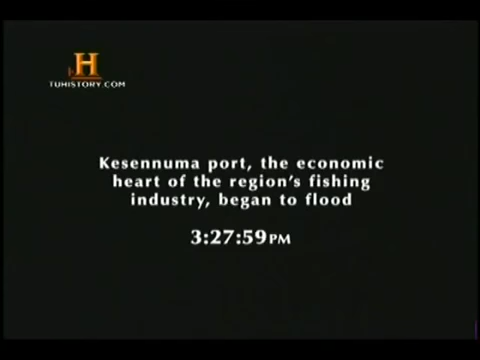 H
TUHISTORY.COM
Kesennuma port, the economic
heart of the region's fishing
industry, began to flood
3:27:59PM